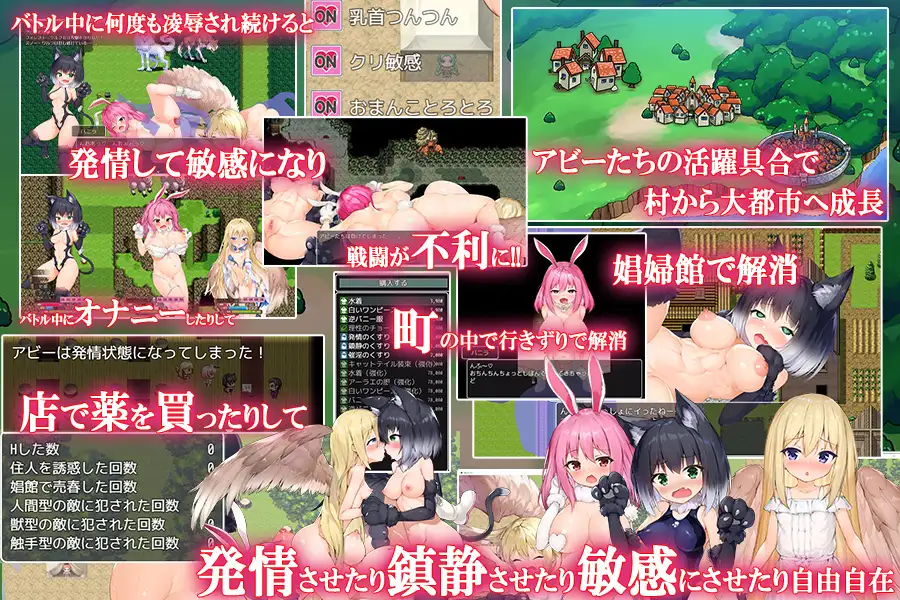 バトル中に何度も凌辱され続けると
発情して敏感になり
バトル中にオナニーしたりして
ON 乳首つんつん
ON クリ敏感
ON おまんことろとろ
戦闘が不利に!!
アビーたちの活躍具合で
村から大都市へ成長
娼婦館で解消
町の中で行きずりで解消
購入する
水着
発情のくすり
鎮静のくすり
催淫のくすり
バニラ
アビーは発情状態になってしまった！
店で薬を買ったりして
Hした数 0
住人を誘惑した回数 0
娼館で売春した回数 0
人間型の敵に犯された回数 0
獣型の敵に犯された回数 0
触手型の敵に犯された回数 0
発情させたり鎮静させたり敏感にさせたり自由自在